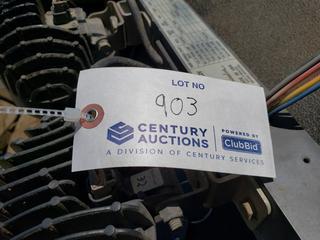 LOT NO
903
CENTURY
AUCTIONS
POWERED BY
ClubBid
A DIVISION OF CENTURY SERVICES